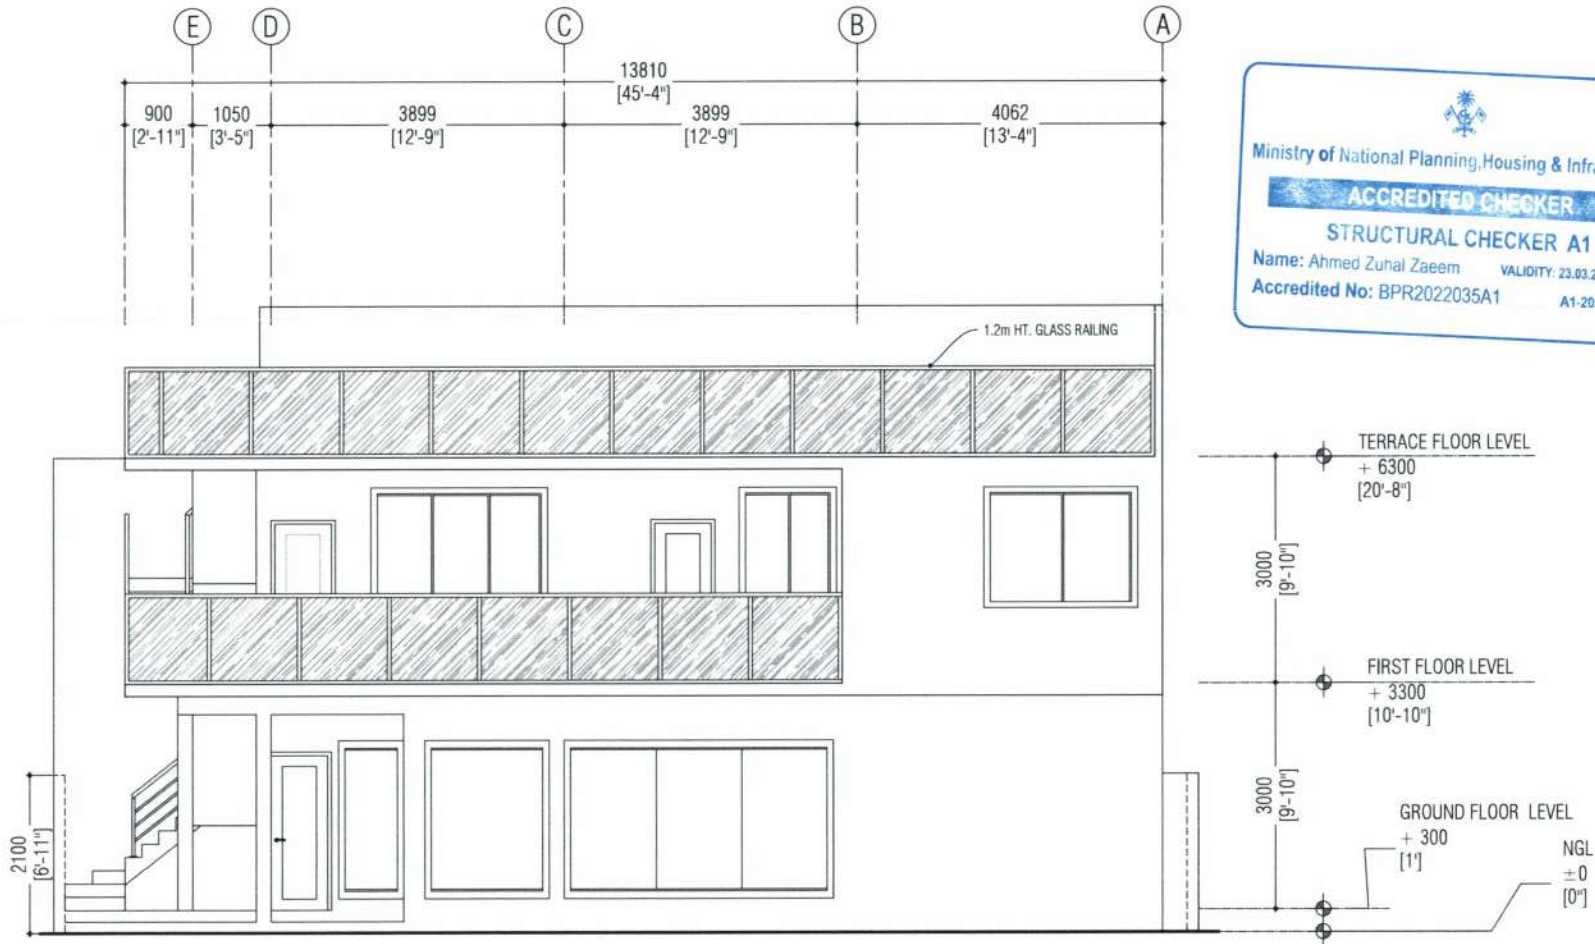 E
D
C
B
A
13810
[45'-4"]
900
[2'-11"]
1050
[3'-5"]
3899
[12'-9"]
3899
[12'-9"]
4062
[13'-4"]
Ministry of National Planning,Housing & Infra
ACCREDITED CHECKER
STRUCTURAL CHECKER A1
Name: Ahmed Zuhal Zaeem VALIDITY: 23.03.2
Accredited No: BPR2022035A1 A1-20
1.2m HT. GLASS RAILING
TERRACE FLOOR LEVEL
+ 6300
[20'-8"]
3000
[9'-10"]
FIRST FLOOR LEVEL
+ 3300
[10'-10"]
3000
[9'-10"]
GROUND FLOOR LEVEL
+ 300
[1']
NGL
±0
[0"]
2100
[6'-11"]